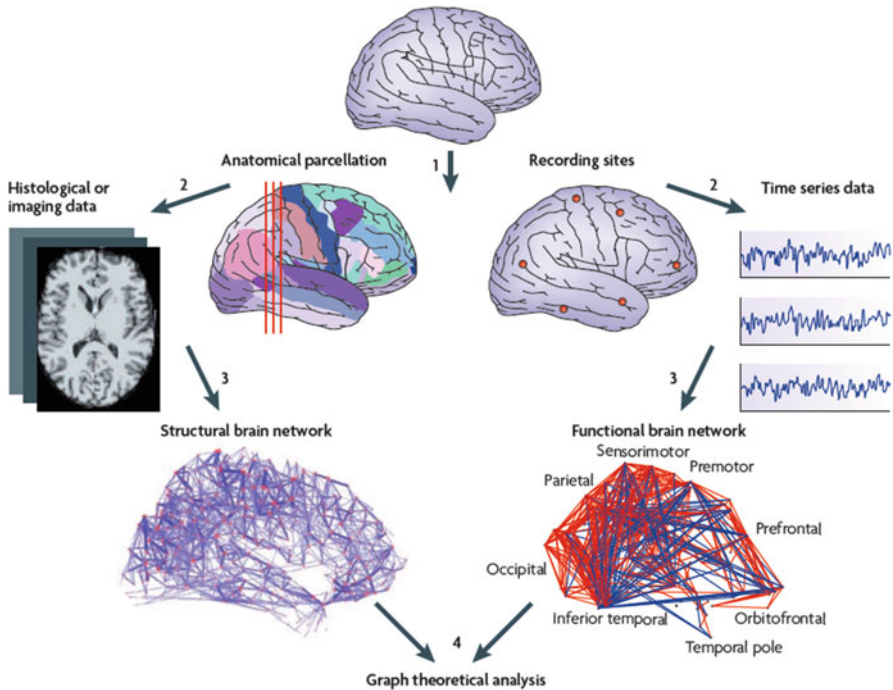 1
Anatomical parcellation
Recording sites
2
2
Histological or
imaging data
Time series data
3
3
Structural brain network
Functional brain network
Sensorimotor
Premotor
Parietal
Prefrontal
Occipital
Inferior temporal
Orbitofrontal
Temporal pole
4
Graph theoretical analysis